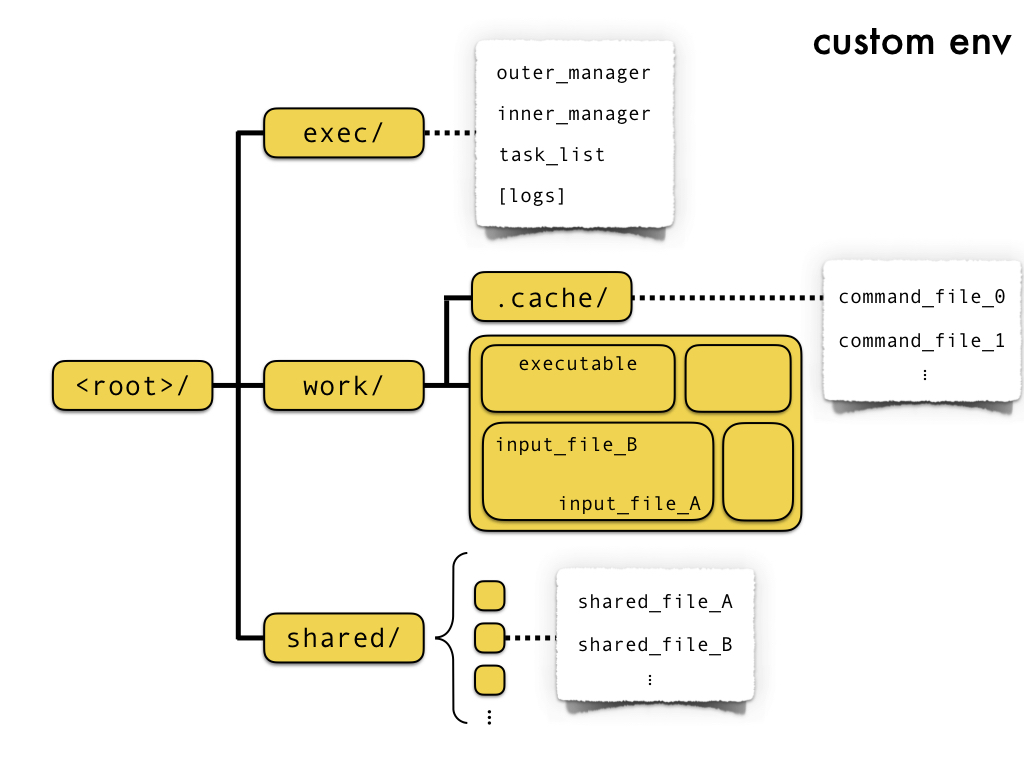 custom env
outer_manager
inner_manager
task_list
[logs]
exec/
.cache/
command_file_0
command_file_1
⋮
<root>/
work/
executable
input_file_B
input_file_A
shared/
shared_file_A
shared_file_B
⋮
⋮